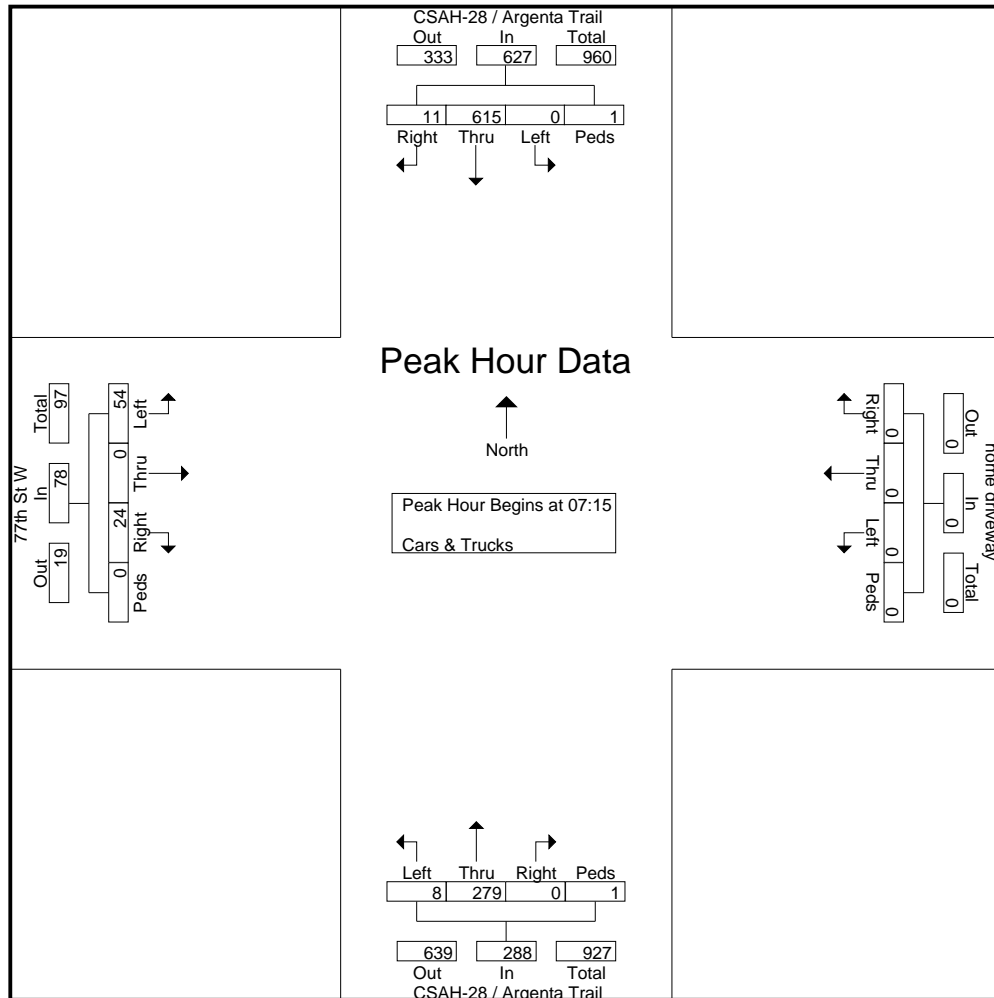 CSAH-28 / Argenta Trail
Out In Total
333 627 960
11 615 0 1
Right Thru Left Peds
Peak Hour Data
North
Peak Hour Begins at 07:15
Cars & Trucks
77th St W
Total In Out
97 78 19
54 0 24 0
Left Thru Right Peds
Right Thru Left Peds
0 0 0 0
0 0 0
Out In Total
home driveway
Left Thru Right Peds
8 279 0 1
639 288 927
Out In Total
CSAH-28 / Argenta Trail